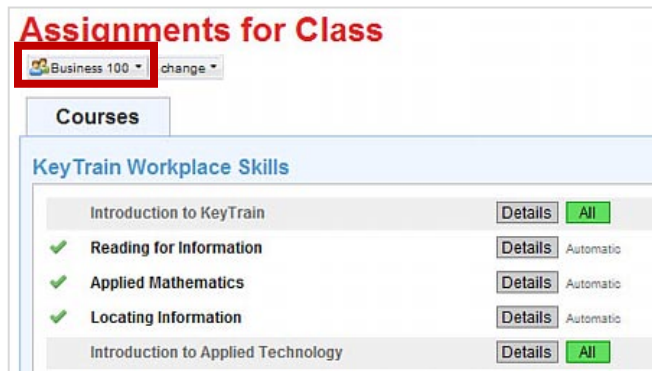 Assignments for Class
Business 100 change
Courses
KeyTrain Workplace Skills
Introduction to KeyTrain Details All
Reading for Information Details Automatic
Applied Mathematics Details Automatic
Locating Information Details Automatic
Introduction to Applied Technology Details All